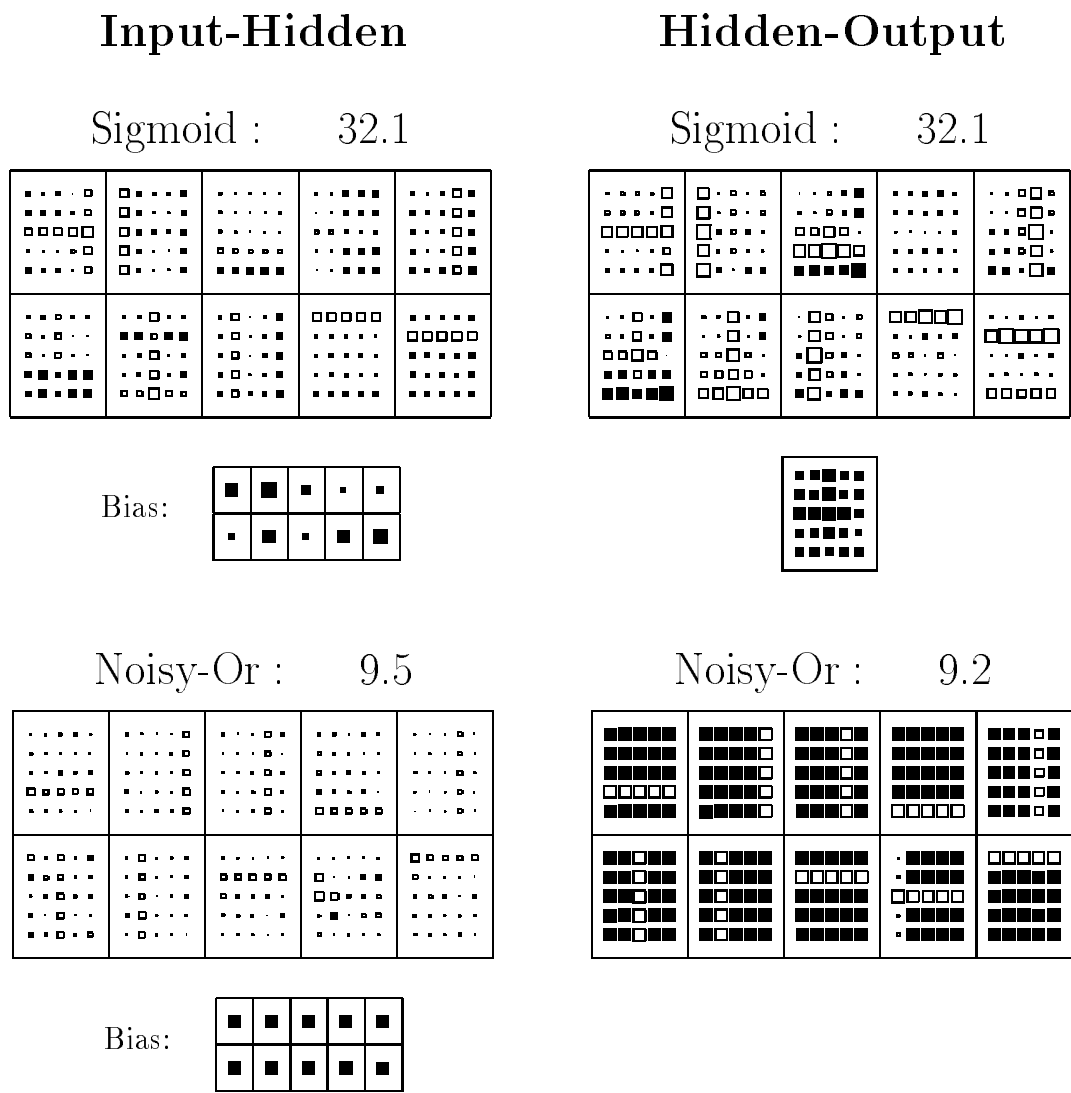 Input-Hidden
Hidden-Output
Sigmoid : 32.1
Sigmoid : 32.1
Bias:
Noisy-Or : 9.5
Noisy-Or : 9.2
Bias: